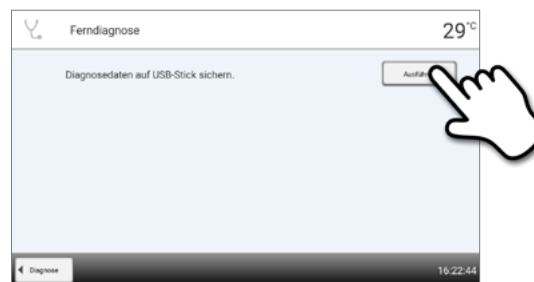 Ferndiagnose
29°C
Diagnosedaten auf USB-Stick sichern.
Diagnose
16:22:44